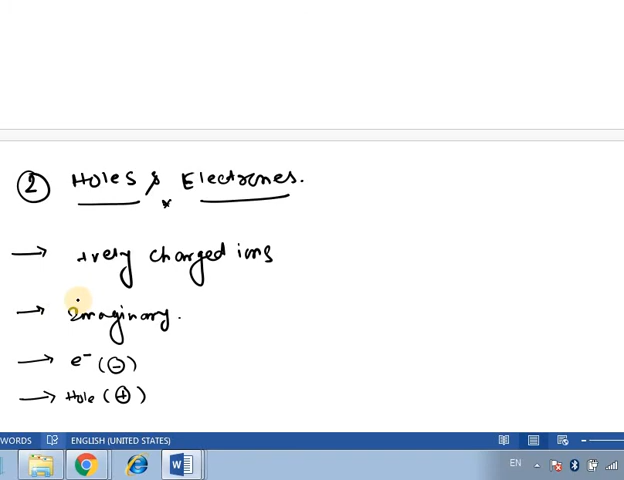 ② Holes & Electrones.
→ +vely charged ions
→ imaginary.
→ e⁻ (⊖)
→ Hole (⊕)
WORDS ENGLISH (UNITED STATES)
EN